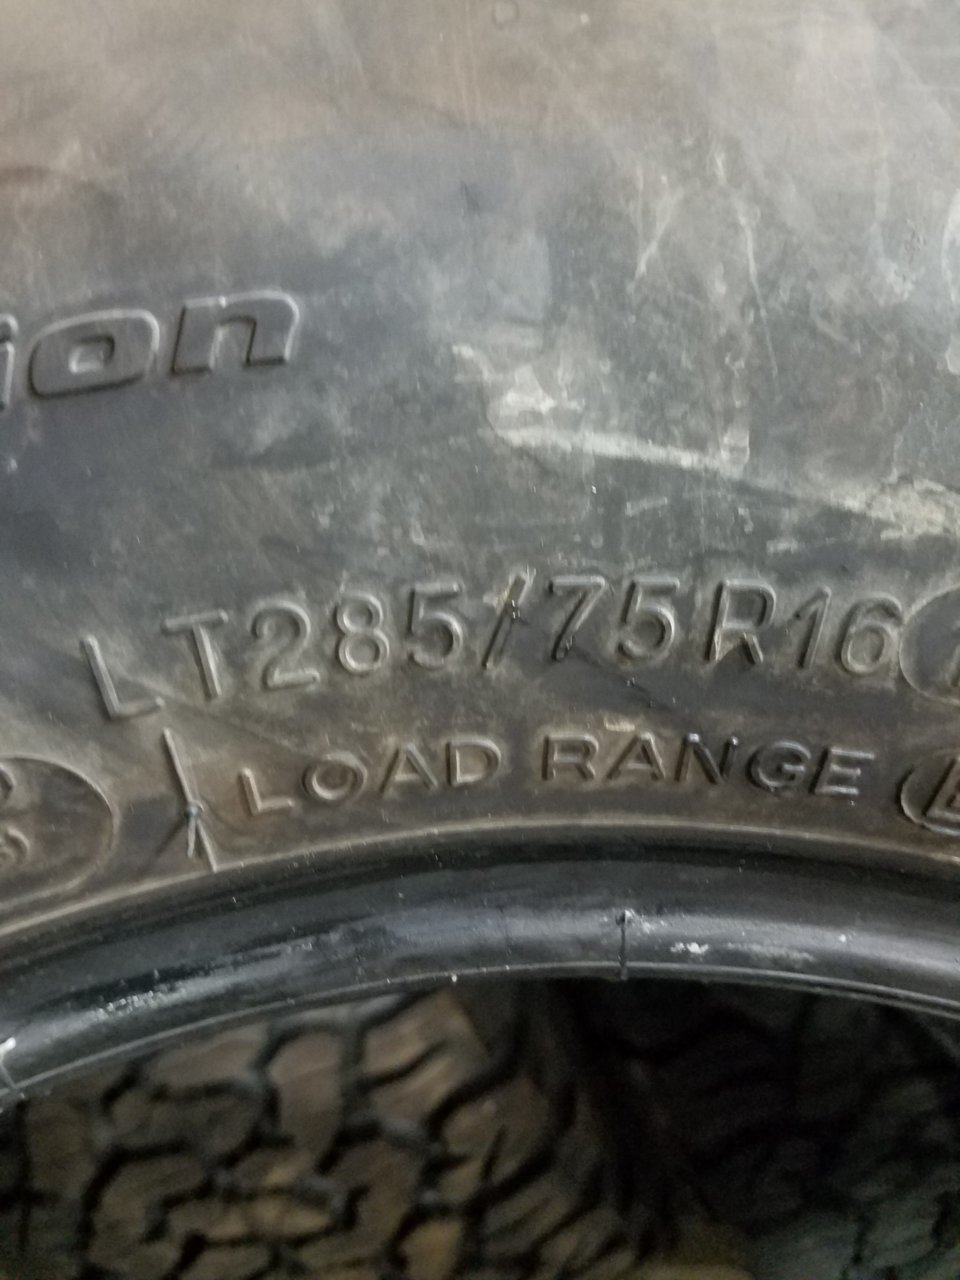 ion
LT285/75R16
LOAD RANGE